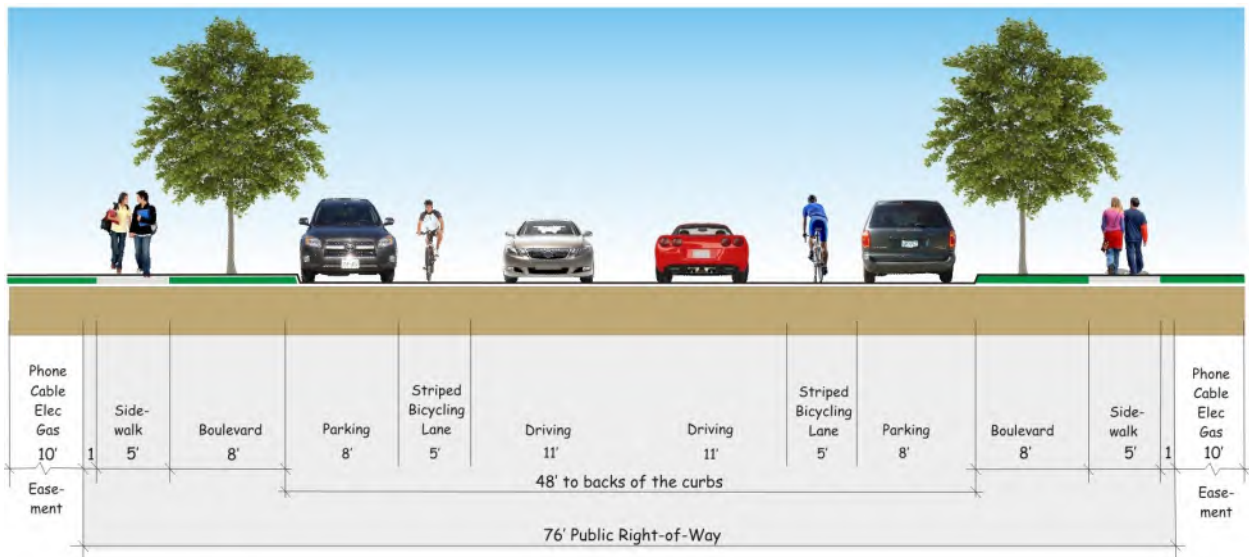 Phone
Cable
Elec
Gas
10'
Ease-
ment
1
Side-
walk
5'
Boulevard
8'
Parking
8'
Striped
Bicycling
Lane
5'
Driving
11'
Driving
11'
Striped
Bicycling
Lane
5'
Parking
8'
Boulevard
8'
Side-
walk
5'
1
Phone
Cable
Elec
Gas
10'
Ease-
ment
48' to backs of the curbs
76' Public Right-of-Way